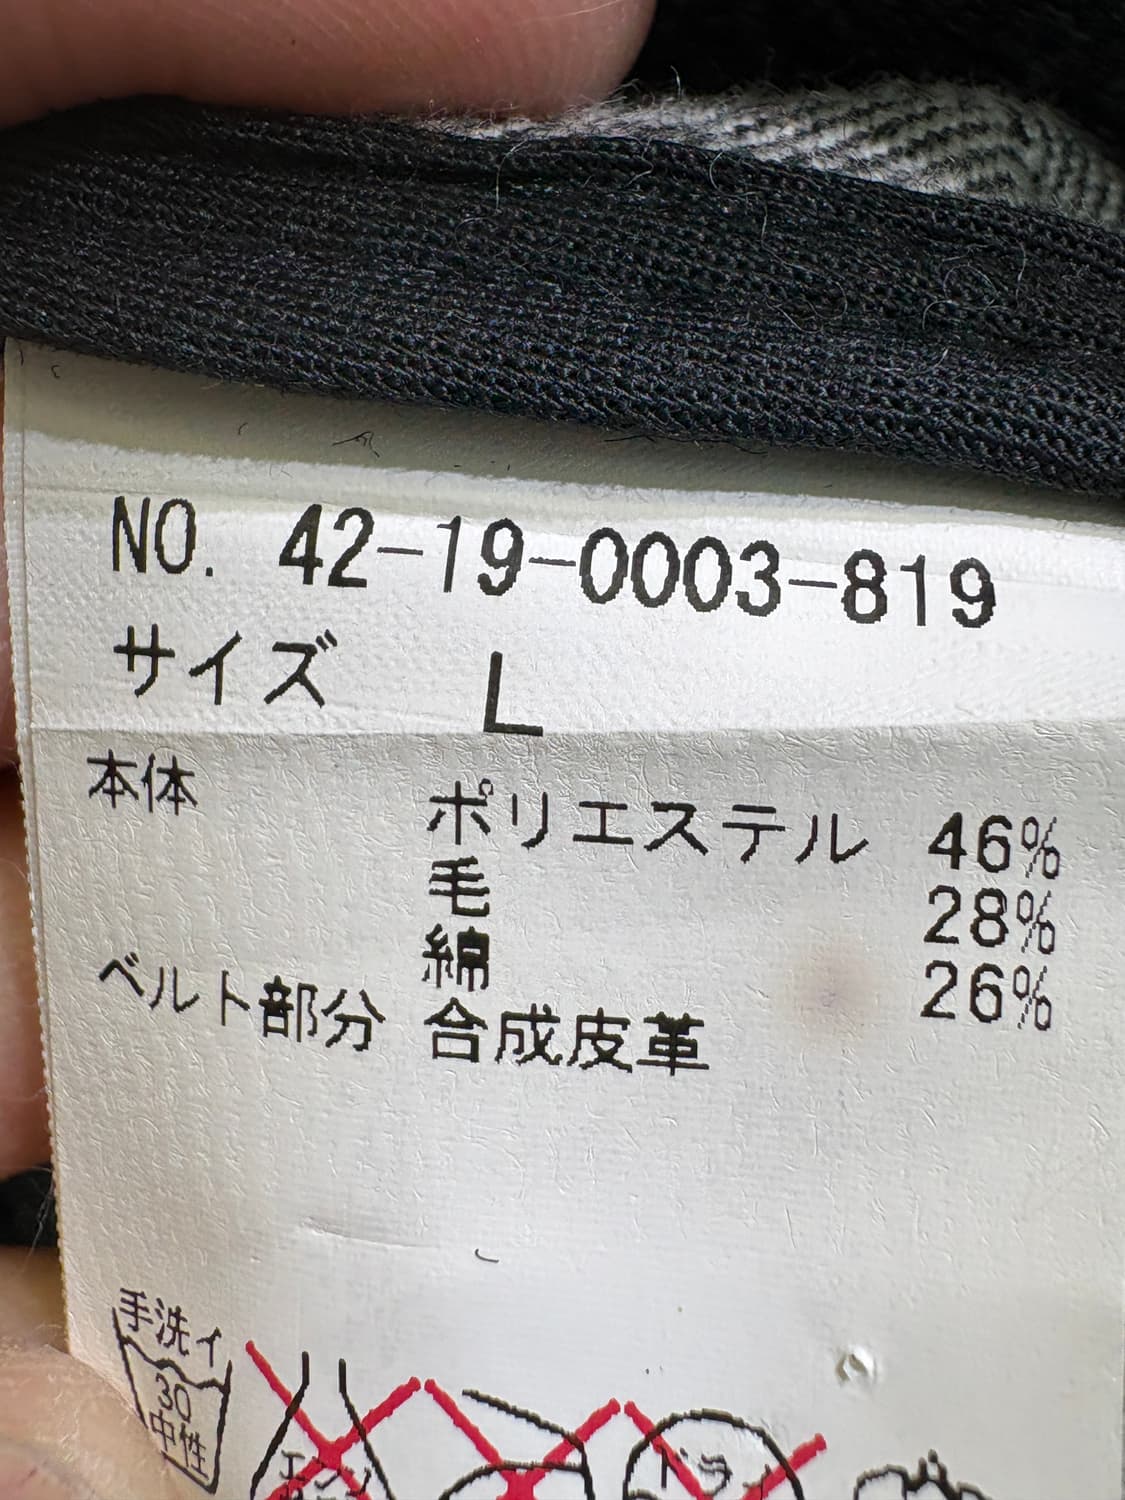 NO. 42-19-0003-819
サイズ L
本体 ポリエステル 46%
毛 28%
綿 26%
ベルト部分 合成皮革
手洗イ
30
中性